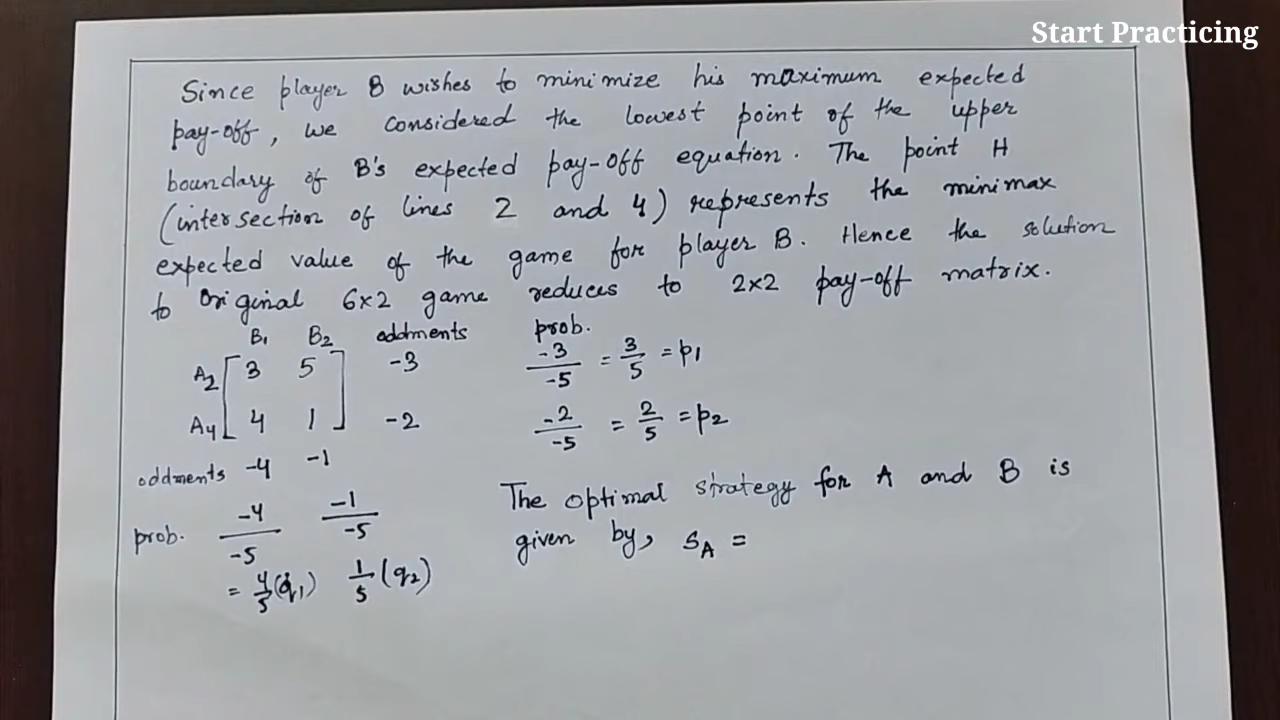 Start Practicing
Since player B wishes to minimize his maximum expected
pay-off, we considered the lowest point of the upper
boundary of B's expected pay-off equation. The point H
(intersection of lines 2 and 4) represents the minimax
expected value of the game for player B. Hence the solution
to original 6x2 game reduces to 2x2 pay-off matrix.
B₁ B₂ oddments prob.
A₂ [3 5] -3 -3/-5 = 3/5 = p₁
A₄ [4 1] -2 -2/-5 = 2/5 = p₂
oddments -4 -1
prob. -4/-5 -1/-5
= 4/5(q₁) 1/5(q₂)
The optimal strategy for A and B is
given by, S_A =